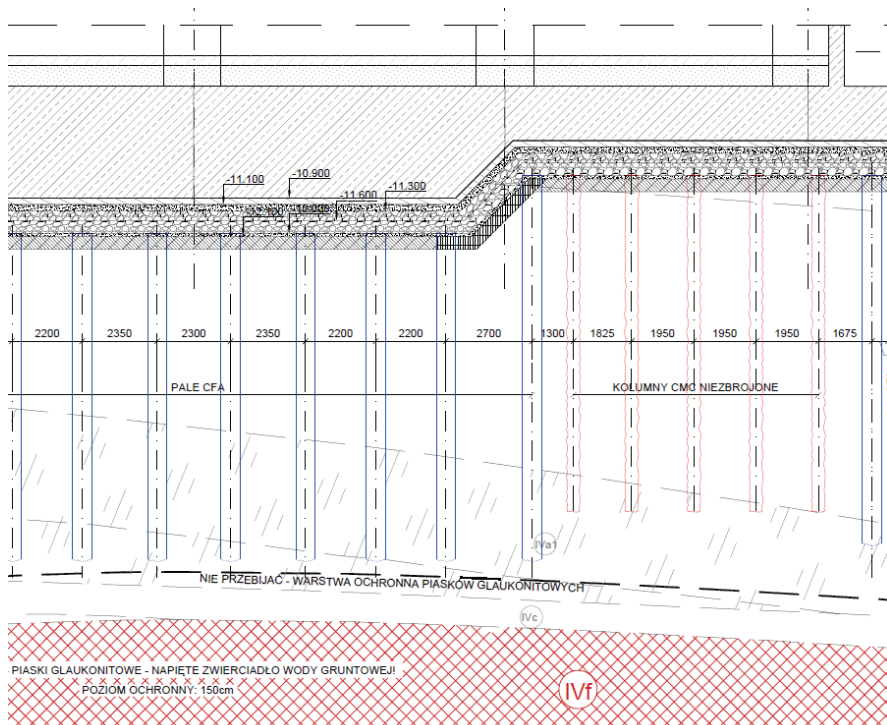 -11.100
-10.900
-11.600
-11.300
2200
2350
2300
2350
2200
2200
2700
1300
1825
1950
1950
1950
1675
PALE CFA
KOLUMNY CMC NIEZBROJONE
IVa1
NIE PRZEBIJAĆ - WARSTWA OCHRONNA PIASKÓW GLAUKONITOWYCH
IVc
PIASKI GLAUKONITOWE - NAPIĘTE ZWIERCIADŁO WODY GRUNTOWEJ!
POZIOM OCHRONNY: 150cm
IVf